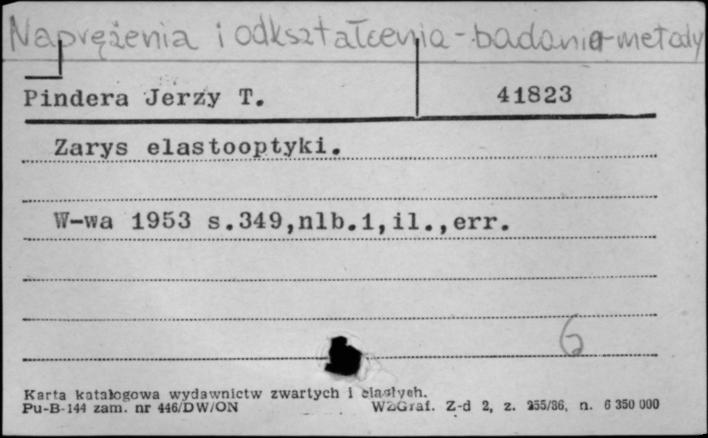 Naprężenia i odkształcenia - badania - metody
Pindera Jerzy T. 41823
Zarys elastooptyki.
W-wa 1953 s.349,nlb.1,il.,err.
6
Karta katalogowa wydawnictw zwartych i ciągłych.
Pu-B-144 zam. nr 446/DW/ON WZGraf. Z-d 2, z. 255/86, n. 6 350 000